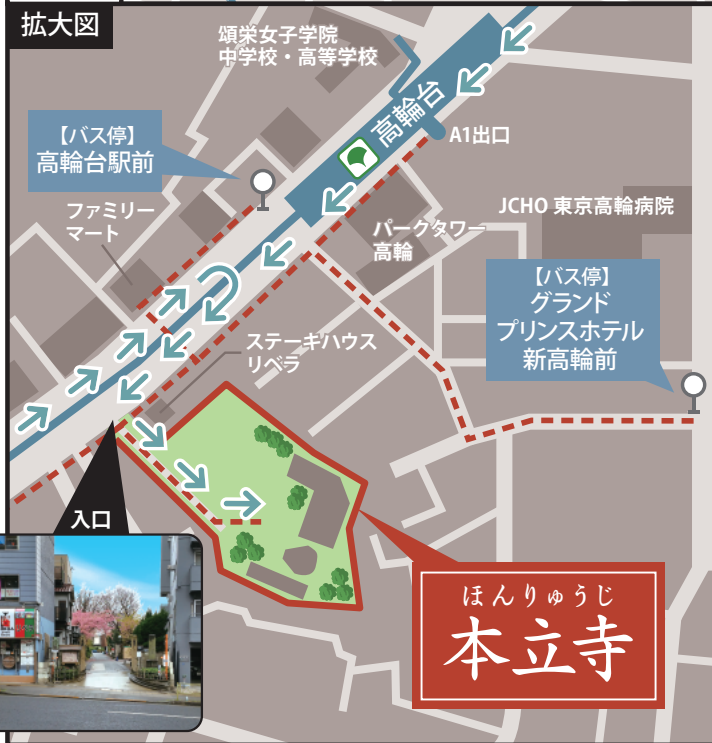 拡大図
頌栄女子学院
中学校・高等学校
高輪台
A1出口
【バス停】
高輪台駅前
ファミリー
マート
パークタワー
高輪
JCHO 東京高輪病院
【バス停】
グランド
プリンスホテル
新高輪前
ステーキハウス
リベラ
入口
ほんりゅうじ
本立寺